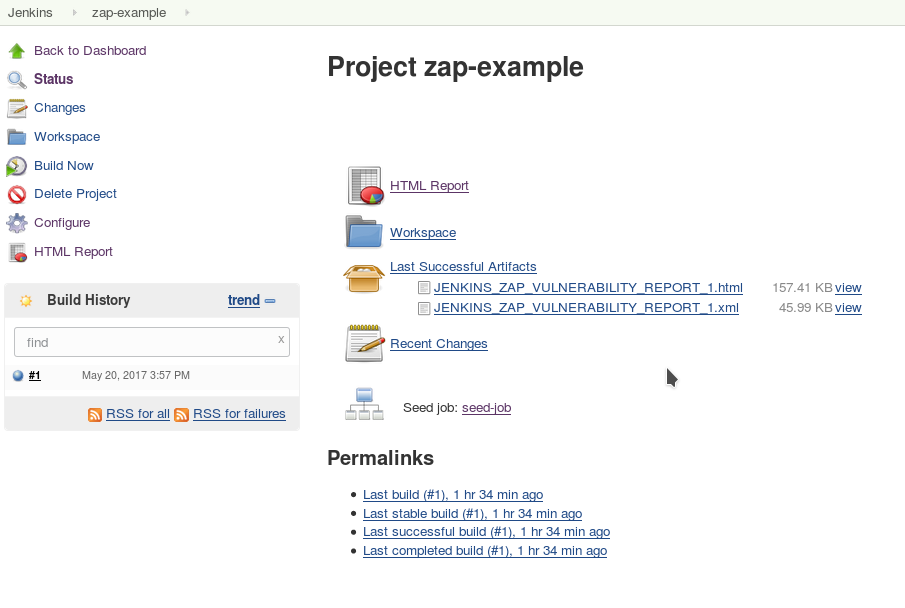 Jenkins zap-example
Back to Dashboard
Status
Changes
Workspace
Build Now
Delete Project
Configure
HTML Report
Build History trend
find x
#1 May 20, 2017 3:57 PM
RSS for all RSS for failures
Project zap-example
HTML Report
Workspace
Last Successful Artifacts
JENKINS_ZAP_VULNERABILITY_REPORT_1.html 157.41 KB view
JENKINS_ZAP_VULNERABILITY_REPORT_1.xml 45.99 KB view
Recent Changes
Seed job: seed-job
Permalinks
Last build (#1), 1 hr 34 min ago
Last stable build (#1), 1 hr 34 min ago
Last successful build (#1), 1 hr 34 min ago
Last completed build (#1), 1 hr 34 min ago